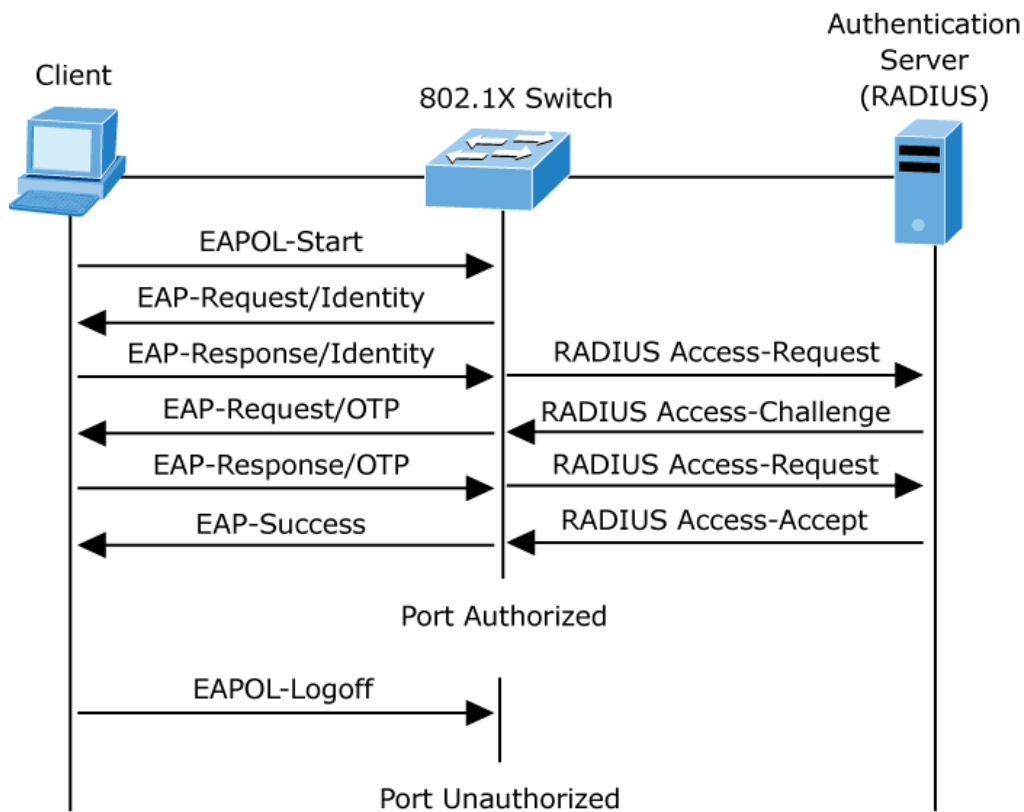 Authentication
Server
(RADIUS)
Client
802.1X Switch
EAPOL-Start
EAP-Request/Identity
EAP-Response/Identity
RADIUS Access-Request
EAP-Request/OTP
RADIUS Access-Challenge
EAP-Response/OTP
RADIUS Access-Request
EAP-Success
RADIUS Access-Accept
Port Authorized
EAPOL-Logoff
Port Unauthorized